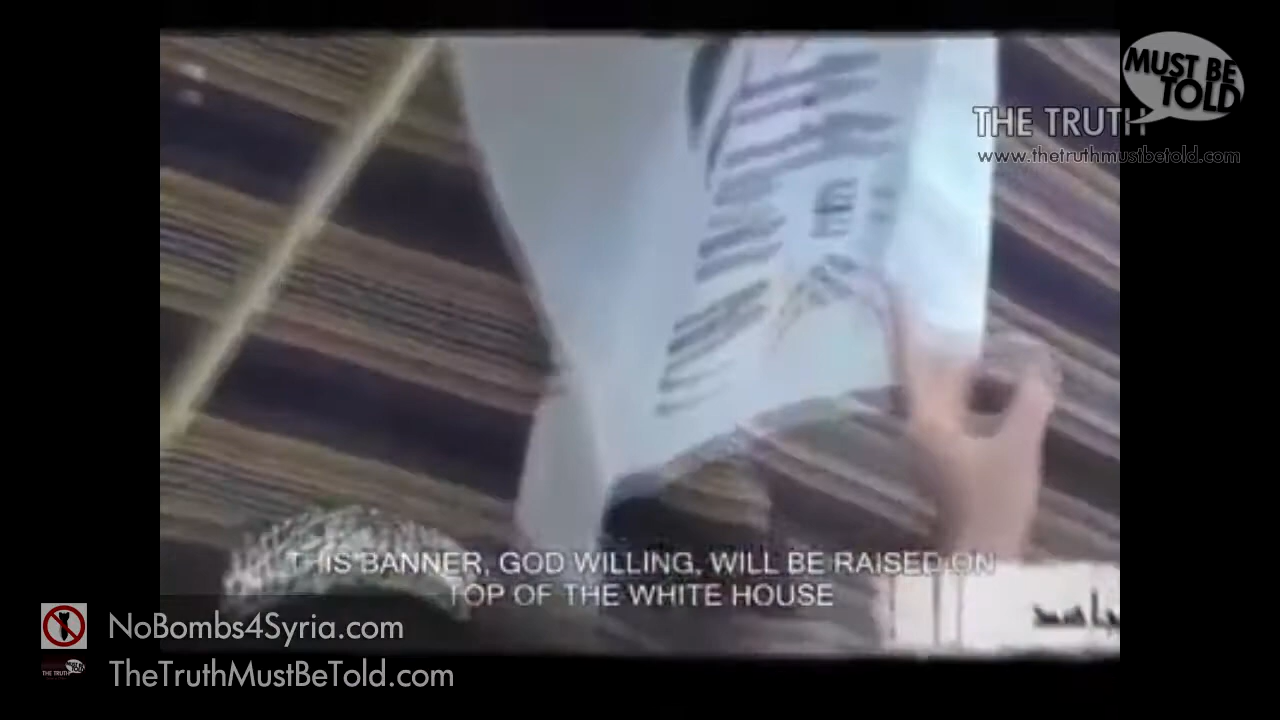 MUST BE
TOLD
THE TRUTH
www.thetruthmustbetold.com
THIS BANNER, GOD WILLING, WILL BE RAISED ON
TOP OF THE WHITE HOUSE
NoBombs4Syria.com
TheTruthMustBeTold.com